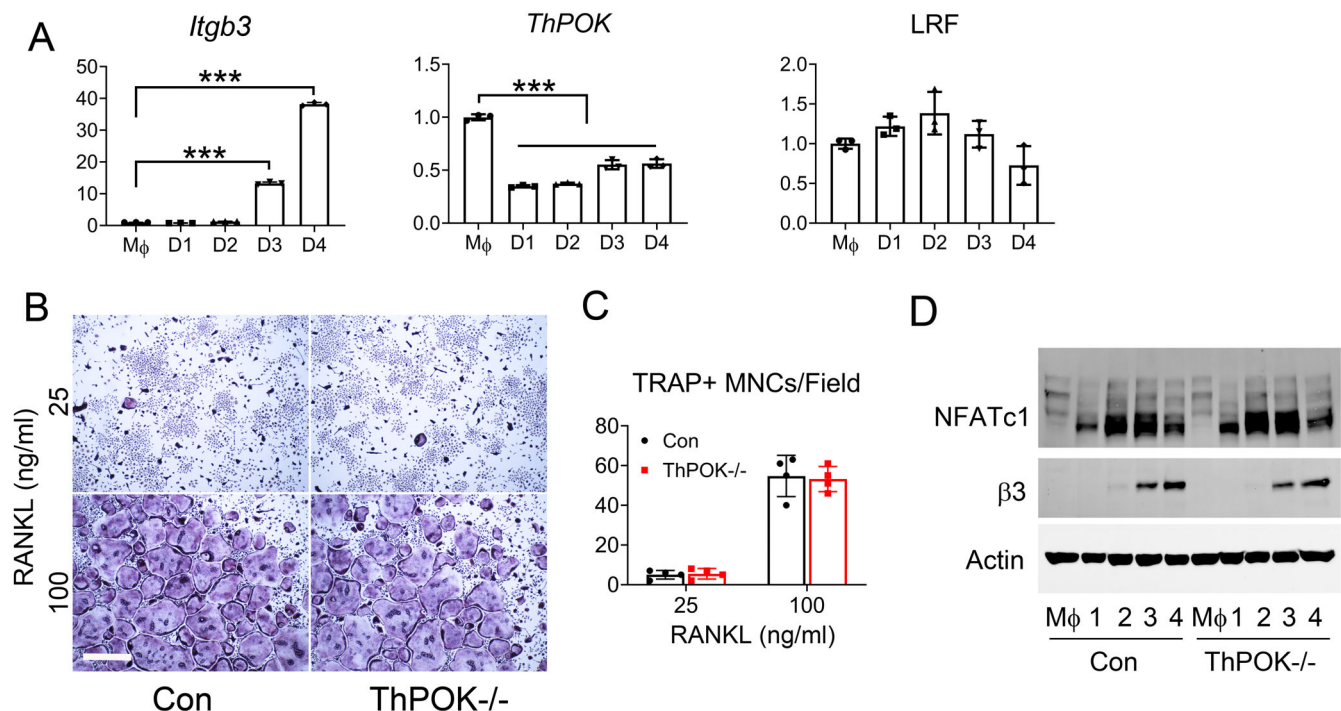 A
Itgb3
***
***
50
40
30
20
10
0
Mϕ D1 D2 D3 D4
ThPOK
***
1.5
1.0
0.5
0.0
Mϕ D1 D2 D3 D4
LRF
2.0
1.5
1.0
0.5
0.0
Mϕ D1 D2 D3 D4
B
RANKL (ng/ml)
25
100
Con ThPOK-/-
C
TRAP+ MNCs/Field
80
60
40
20
0
Con
ThPOK-/-
25 100
RANKL (ng/ml)
D
NFATc1
β3
Actin
Mϕ 1 2 3 4 Mϕ 1 2 3 4
Con ThPOK-/-